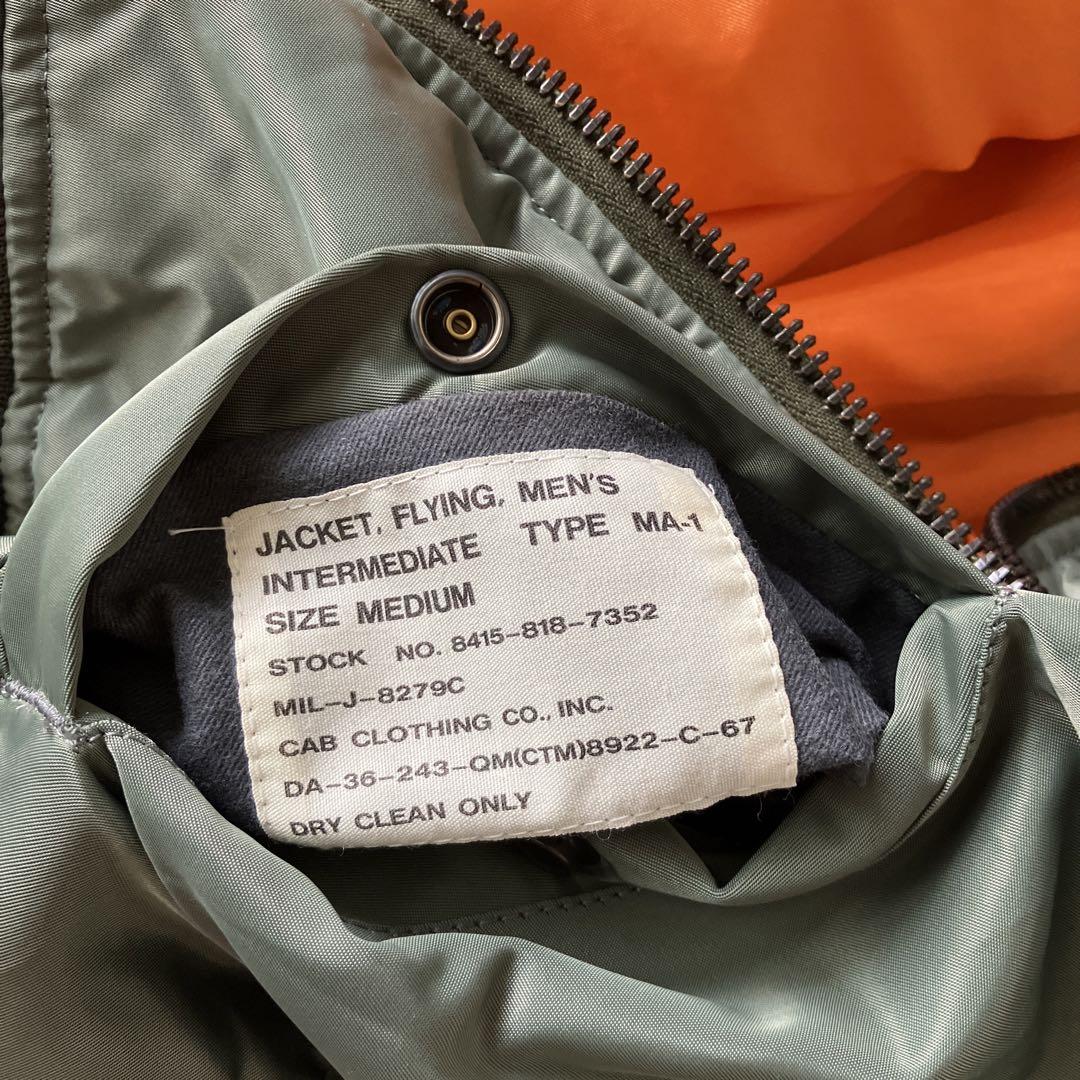 JACKET, FLYING, MEN'S
INTERMEDIATE TYPE MA-1
SIZE MEDIUM
STOCK NO. 8415-818-7352
MIL-J-8279C
CAB CLOTHING CO., INC.
DA-36-243-QM(CTM)8922-C-67
DRY CLEAN ONLY